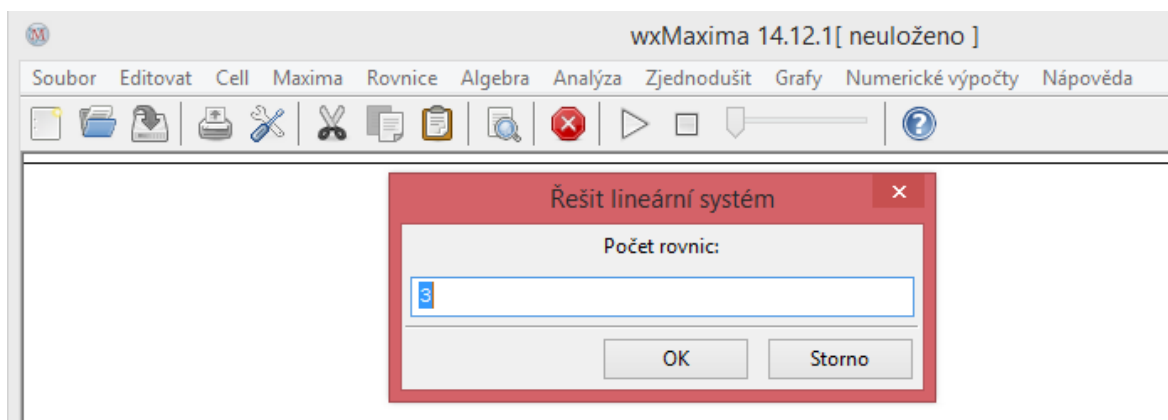 wxMaxima 14.12.1[ neuloženo ]
Soubor Editovat Cell Maxima Rovnice Algebra Analýza Zjednodušit Grafy Numerické výpočty Nápověda
Řešit lineární systém
Počet rovnic:
3
OK Storno